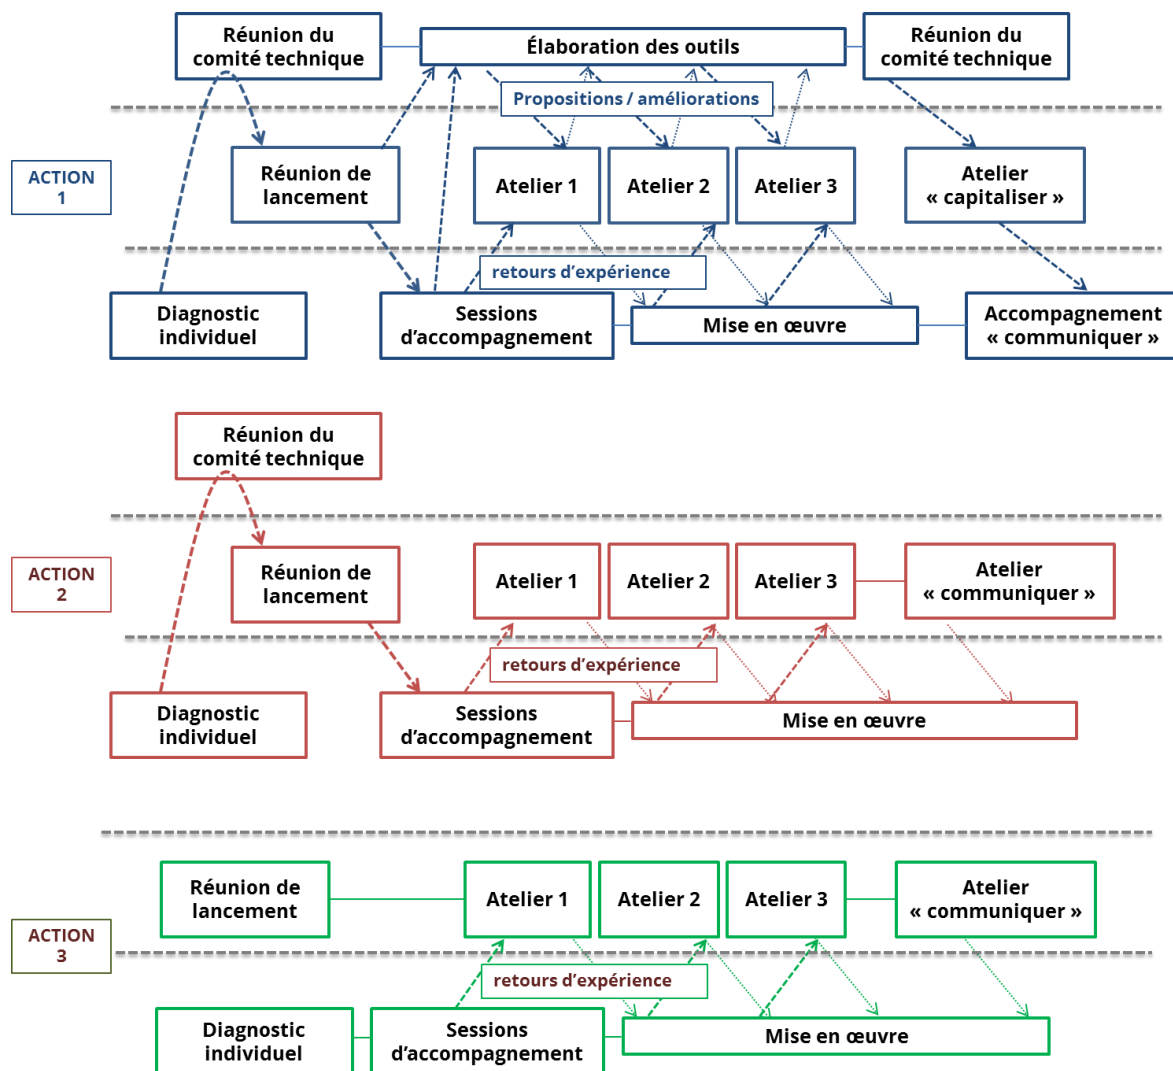 Réunion du
comité technique
Élaboration des outils
Réunion du
comité technique
Propositions / améliorations
ACTION
1
Réunion de
lancement
Atelier 1
Atelier 2
Atelier 3
Atelier
« capitaliser »
retours d’expérience
Diagnostic
individuel
Sessions
d’accompagnement
Mise en œuvre
Accompagnement
« communiquer »
Réunion du
comité technique
ACTION
2
Réunion de
lancement
Atelier 1
Atelier 2
Atelier 3
Atelier
« communiquer »
retours d’expérience
Diagnostic
individuel
Sessions
d’accompagnement
Mise en œuvre
ACTION
3
Réunion de
lancement
Atelier 1
Atelier 2
Atelier 3
Atelier
« communiquer »
retours d’expérience
Diagnostic
individuel
Sessions
d’accompagnement
Mise en œuvre